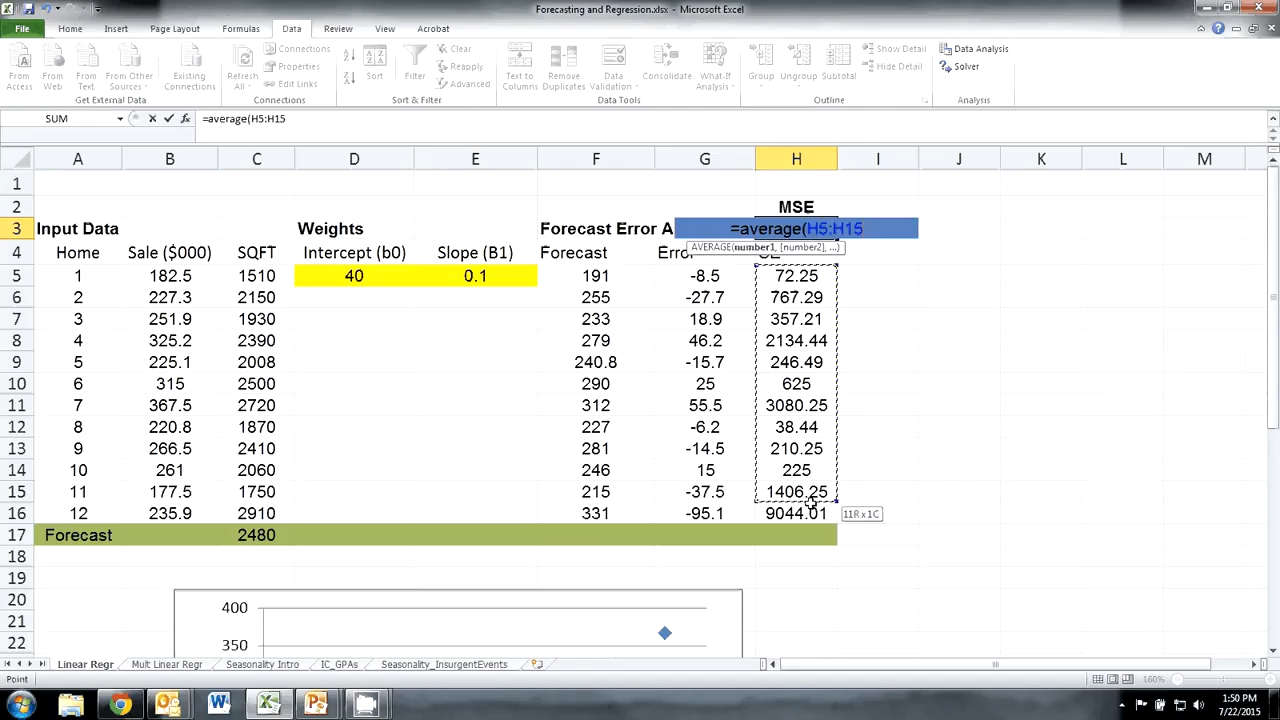 Forecasting and Regression.xlsx - Microsoft Excel
File Home Insert Page Layout Formulas Data Review View Acrobat
From Access From Web From Text From Other Sources Existing Connections Refresh All Connections Properties Edit Links Sort Filter Clear Reapply Advanced Text to Columns Remove Duplicates Data Validation Consolidate What-If Analysis Group Ungroup Subtotal Show Detail Hide Detail Data Analysis Solver
Get External Data Connections Sort & Filter Data Tools Outline Analysis
SUM =average(H5:H15
A B C D E F G H I J K L M
1
2 MSE
3 Input Data Weights Forecast Error A =average(H5:H15
AVERAGE(number1, [number2], ...)
4 Home Sale ($000) SQFT Intercept (b0) Slope (B1) Forecast
5 1 182.5 1510 40 0.1 191 -8.5 72.25
6 2 227.3 2150 255 -27.7 767.29
7 3 251.9 1930 233 18.9 357.21
8 4 325.2 2390 279 46.2 2134.44
9 5 225.1 2008 240.8 -15.7 246.49
10 6 315 2500 290 25 625
11 7 367.5 2720 312 55.5 3080.25
12 8 220.8 1870 227 -6.2 38.44
13 9 266.5 2410 281 -14.5 210.25
14 10 261 2060 246 15 225
15 11 177.5 1750 215 -37.5 1406.25
16 12 235.9 2910 331 -95.1 9044.01 11R x 1C
17 Forecast 2480
18
19
20 400
21
22 350
Linear Regr Mult Linear Regr Seasonality Intro IC_GPAs Seasonality_InsurgentEvents
Point 160%
1:50 PM
7/22/2015